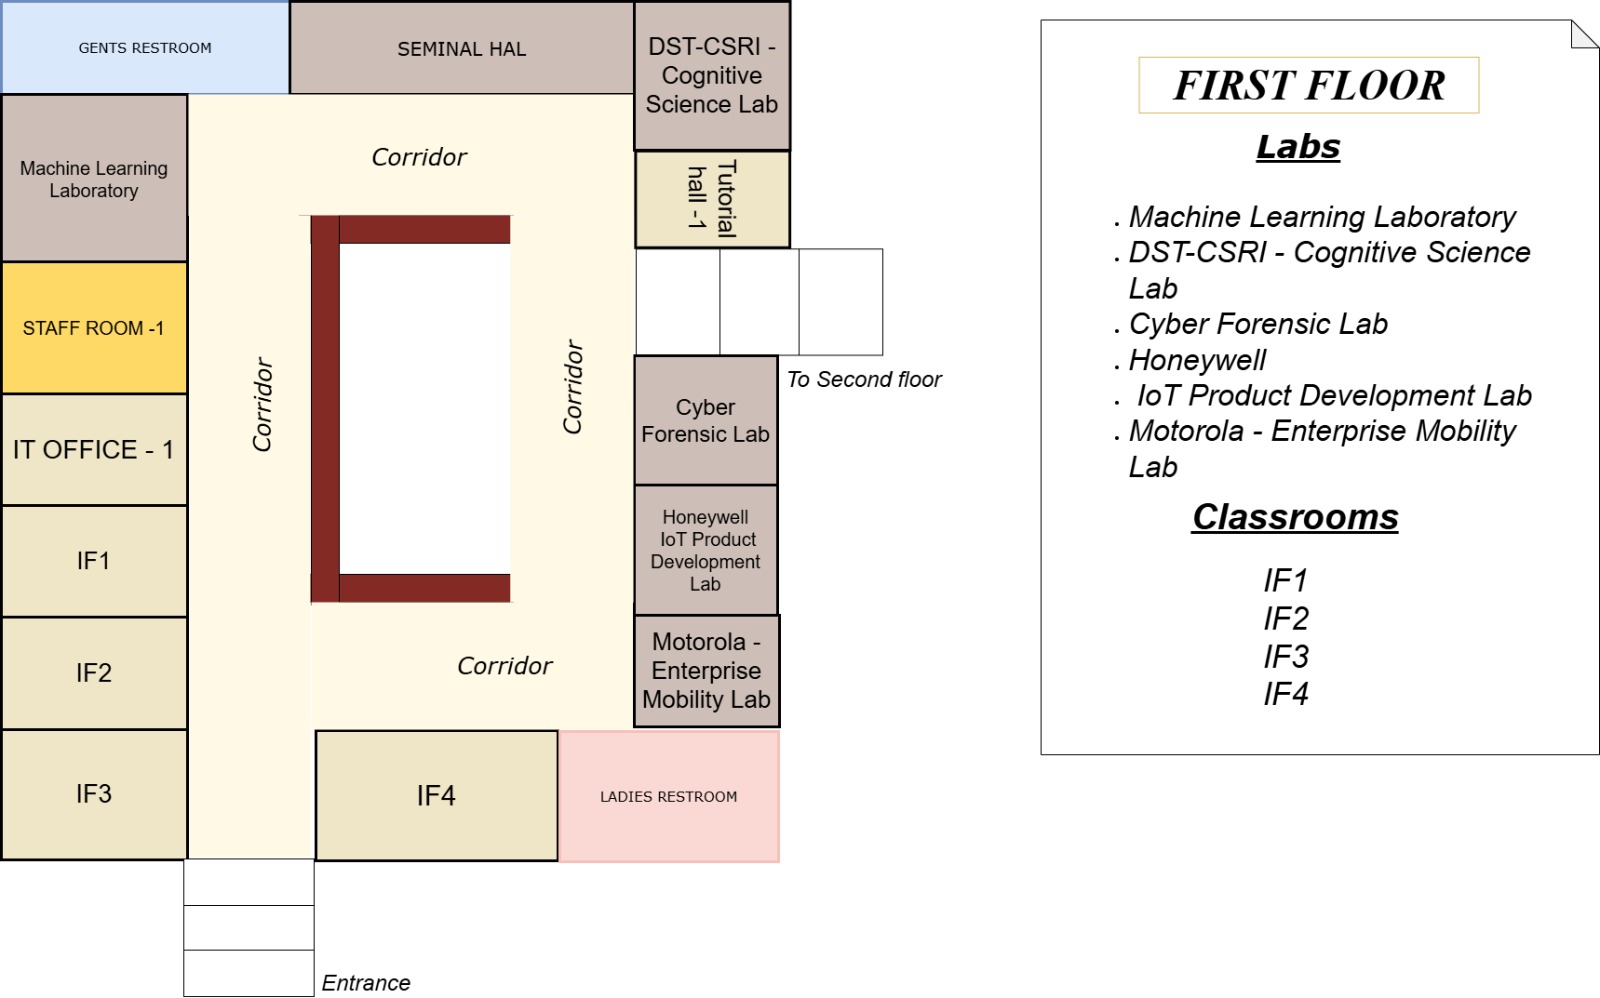 GENTS RESTROOM
SEMINAL HAL
DST-CSRI -
Cognitive
Science Lab
Machine Learning
Laboratory
Corridor
Tutorial
hall -1
STAFF ROOM -1
Corridor
Corridor
To Second floor
IT OFFICE - 1
Cyber
Forensic Lab
IF1
Honeywell
IoT Product
Development
Lab
IF2
Corridor
Motorola -
Enterprise
Mobility Lab
IF3
IF4
LADIES RESTROOM
Entrance
FIRST FLOOR
Labs
. Machine Learning Laboratory
. DST-CSRI - Cognitive Science
Lab
. Cyber Forensic Lab
. Honeywell
. IoT Product Development Lab
. Motorola - Enterprise Mobility
Lab
Classrooms
IF1
IF2
IF3
IF4